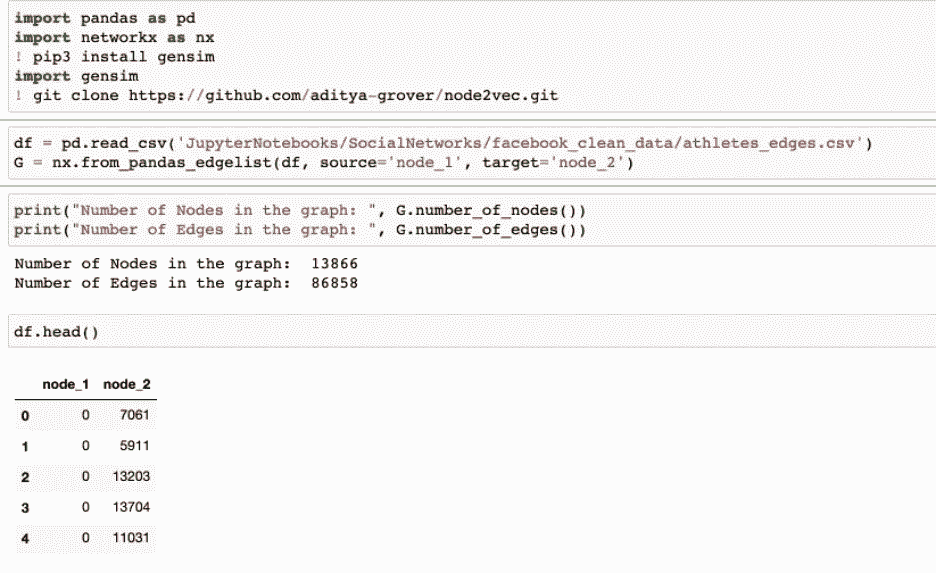 import pandas as pd
import networkx as nx
! pip3 install gensim
import gensim
! git clone https://github.com/aditya-grover/node2vec.git
df = pd.read_csv('JupyterNotebooks/SocialNetworks/facebook_clean_data/athletes_edges.csv')
G = nx.from_pandas_edgelist(df, source='node_1', target='node_2')
print("Number of Nodes in the graph: ", G.number_of_nodes())
print("Number of Edges in the graph: ", G.number_of_edges())
Number of Nodes in the graph:  13866
Number of Edges in the graph:  86858
df.head()
node_1 node_2
0 0 7061
1 0 5911
2 0 13203
3 0 13704
4 0 11031